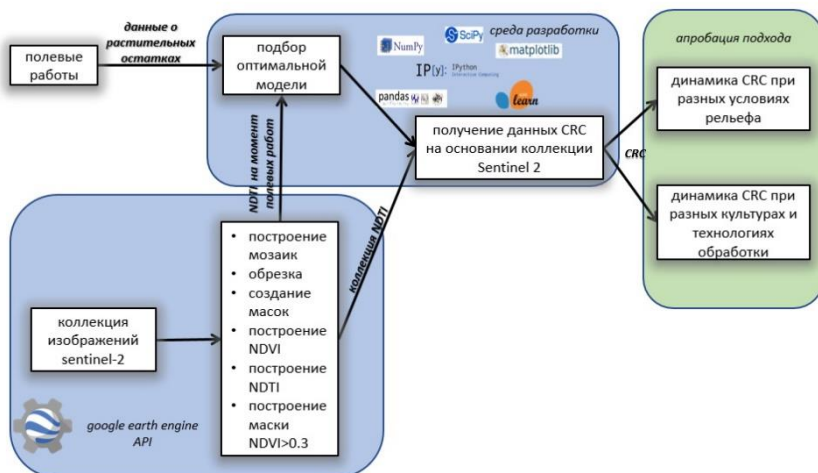 полевые
работы
данные о
растительных
остатках
подбор
оптимальной
модели
среда разработки
NumPy
SciPy
matplotlib
IP[y]:
IPython
Interactive Computing
pandas
learn
получение данных CRC
на основании коллекции
Sentinel 2
апробация подхода
динамика CRC при
разных условиях
рельефа
CRC
динамика CRC при
разных культурах и
технологиях
обработки
NDTI на момент
полевых работ
коллекция NDTI
• построение
мозаик
• обрезка
• создание
масок
• построение
NDVI
• построение
NDTI
• построение
маски
NDVI>0.3
коллекция
изображений
sentinel-2
google earth engine
API